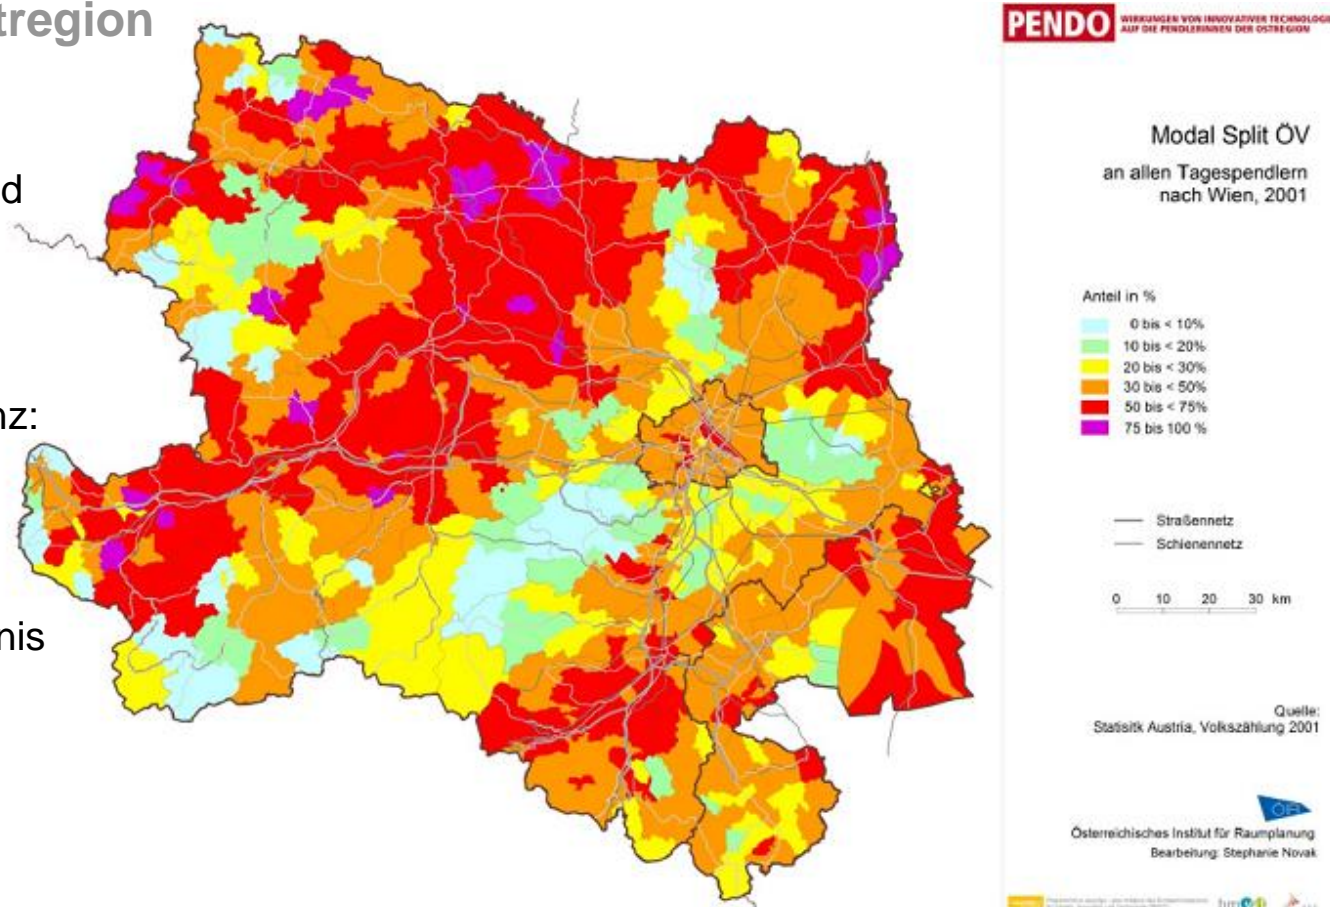 tregion
d
nz:
nis
PENDO
WIRKUNGEN VON INNOVATIVER TECHNOLOGI
AUF DIE PENDLERINNEN DER OSTREGION
Modal Split ÖV
an allen Tagespendlern
nach Wien, 2001
Anteil in %
0 bis < 10%
10 bis < 20%
20 bis < 30%
30 bis < 50%
50 bis < 75%
75 bis 100 %
Straßennetz
Schienennetz
0 10 20 30 km
Quelle:
Statisitk Austria, Volkszählung 2001
ÖIR
Österreichisches Institut für Raumplanung
Bearbeitung: Stephanie Novak